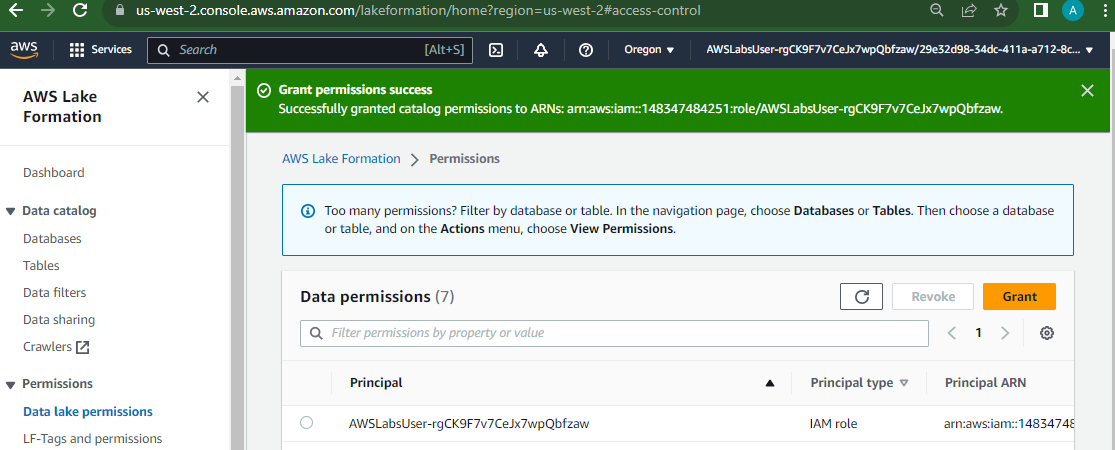 us-west-2.console.aws.amazon.com/lakeformation/home?region=us-west-2#access-control
A
aws
Services
Search
[Alt+S]
Oregon
AWSLabsUser-rgCK9F7v7CeJx7wpQbfzaw/29e32d98-34dc-411a-a712-8c...
AWS Lake
Formation
Dashboard
Data catalog
Databases
Tables
Data filters
Data sharing
Crawlers
Permissions
Data lake permissions
LF-Tags and permissions
Grant permissions success
Successfully granted catalog permissions to ARNs: arn:aws:iam::148347484251:role/AWSLabsUser-rgCK9F7v7CeJx7wpQbfzaw.
AWS Lake Formation > Permissions
Too many permissions? Filter by database or table. In the navigation page, choose Databases or Tables. Then choose a database
or table, and on the Actions menu, choose View Permissions.
Data permissions (7)
Revoke
Grant
Filter permissions by property or value
1
Principal
Principal type
Principal ARN
AWSLabsUser-rgCK9F7v7CeJx7wpQbfzaw
IAM role
arn:aws:iam::14834748